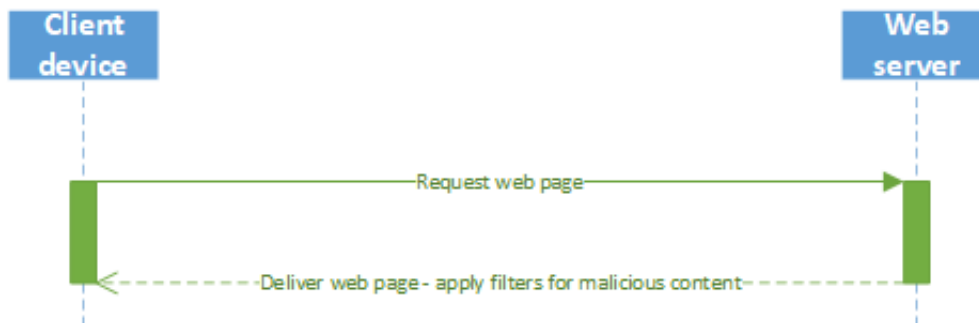 Client
device
Web
server
Request web page
Deliver web page - apply filters for malicious content